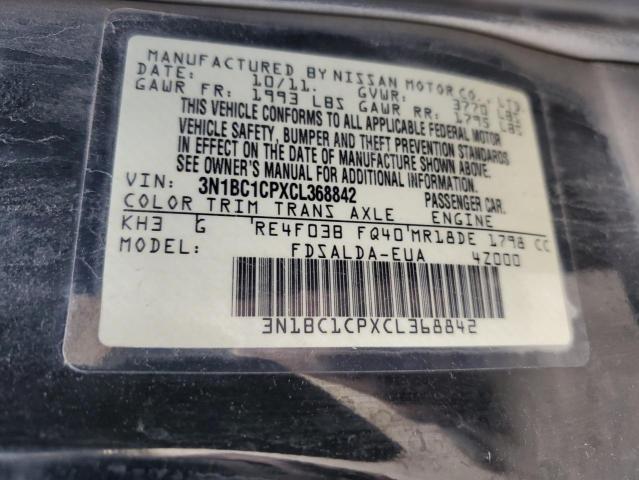 MANUFACTURED BY NISSAN MOTOR CO., LTD.
DATE: 10/11. GVWR: 3770 LBS
GAWR FR: 1993 LBS GAWR RR: 1795 LBS
THIS VEHICLE CONFORMS TO ALL APPLICABLE FEDERAL MOTOR
VEHICLE SAFETY, BUMPER AND THEFT PREVENTION STANDARDS
IN EFFECT ON THE DATE OF MANUFACTURE SHOWN ABOVE.
SEE OWNER'S MANUAL FOR ADDITIONAL INFORMATION.
VIN: 3N1BC1CPXCL368842 PASSENGER CAR.
COLOR TRIM TRANS AXLE ENGINE
KH3 G 'RE4F03B FQ40'MR18DE 1798 CC
FDSALDA-EUA 4Z000
3N1BC1CPXCL368842